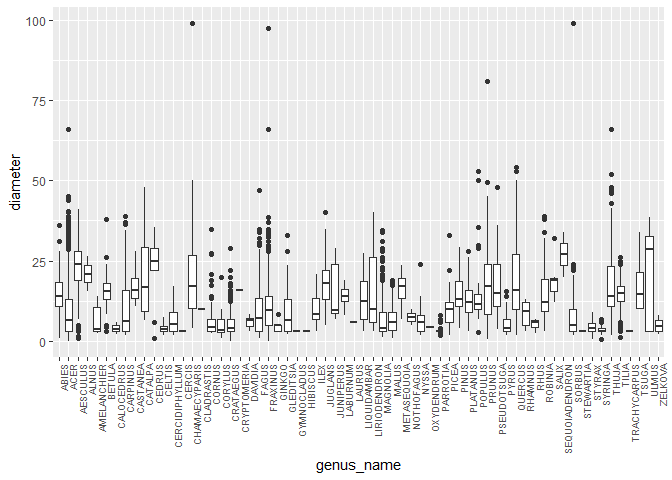 100
75
50
25
0
diameter
ABIES
ACER
AESCULUS
ALNUS
AMELANCHIER
BETULA
CALOCEDRUS
CARPINUS
CASTANEA
CATALPA
CEDRUS
CELTIS
CERCIDIPHYLLUM
CERCIS
CHAMAECYPARIS
CLADRASTIS
CORNUS
CORYLUS
CRATAEGUS
CRYPTOMERIA
DAVIDIA
FAGUS
FRAXINUS
GINKGO
GLEDITSIA
GYMNOCLADUS
HIBISCUS
ILEX
JUGLANS
JUNIPERUS
LABURNUM
LAURUS
LIQUIDAMBAR
LIRIODENDRON
MAGNOLIA
MALUS
METASEQUOIA
NOTHOFAGUS
NYSSA
OXYDENDRUM
PARROTIA
PICEA
PINUS
PLATANUS
POPULUS
PRUNUS
PSEUDOTSUGA
PYRUS
QUERCUS
RHAMNUS
RHUS
ROBINIA
SALIX
SEQUOIADENDRON
SORBUS
STEWARTIA
STYRAX
SYRINGA
THUJA
TILIA
TRACHYCARPUS
TSUGA
ULMUS
ZELKOVA
genus_name